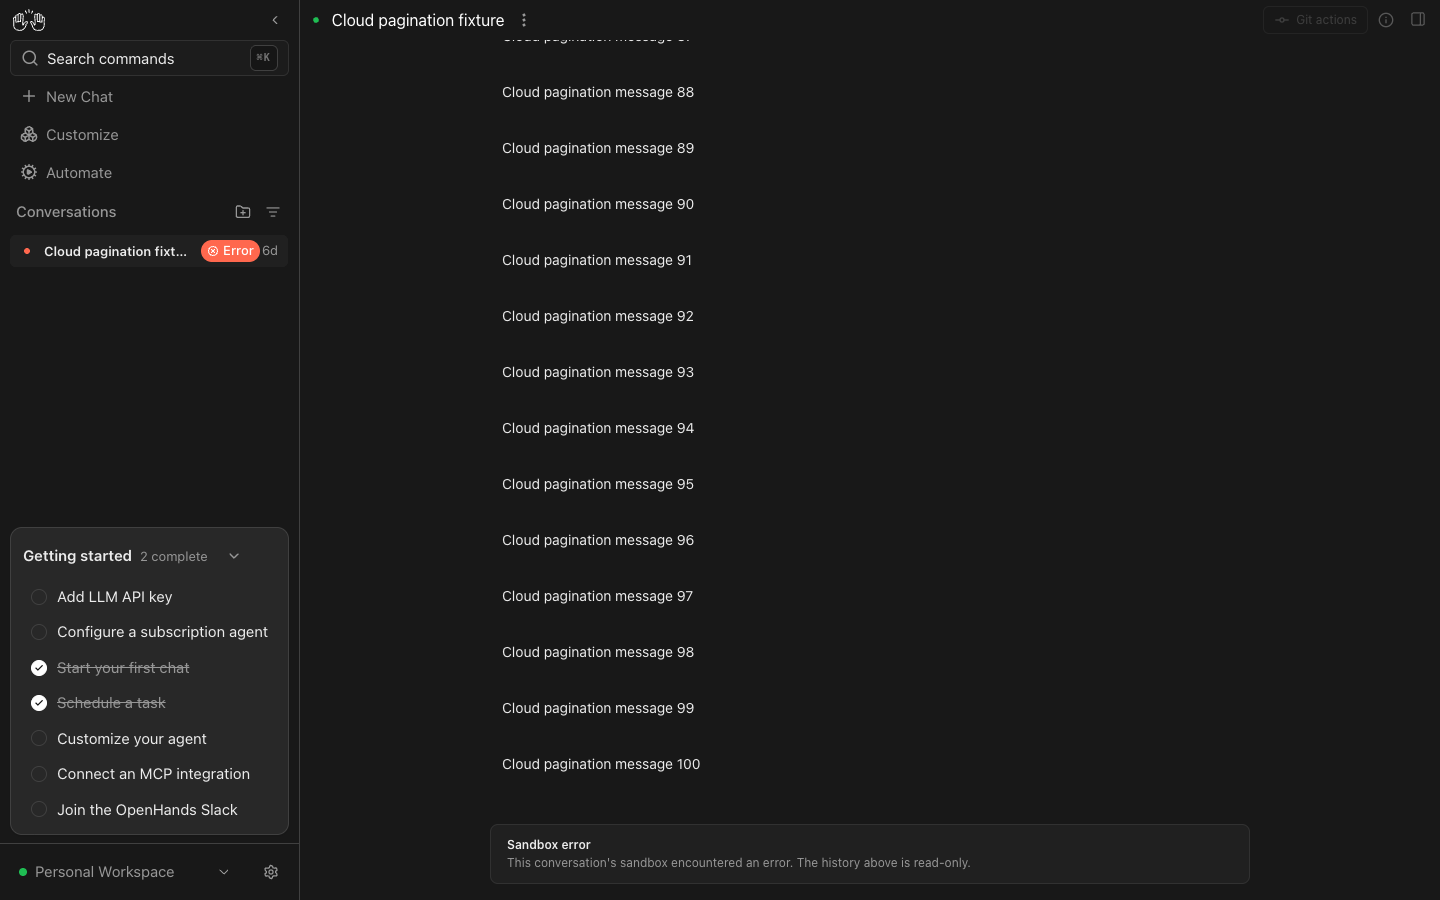 Search commands
⌘K
New Chat
Customize
Automate
Conversations
Cloud pagination fixt...
Error
6d
Getting started
2 complete
Add LLM API key
Configure a subscription agent
Start your first chat
Schedule a task
Customize your agent
Connect an MCP integration
Join the OpenHands Slack
Personal Workspace
Cloud pagination fixture
Git actions
Cloud pagination message 88
Cloud pagination message 89
Cloud pagination message 90
Cloud pagination message 91
Cloud pagination message 92
Cloud pagination message 93
Cloud pagination message 94
Cloud pagination message 95
Cloud pagination message 96
Cloud pagination message 97
Cloud pagination message 98
Cloud pagination message 99
Cloud pagination message 100
Sandbox error
This conversation's sandbox encountered an error. The history above is read-only.